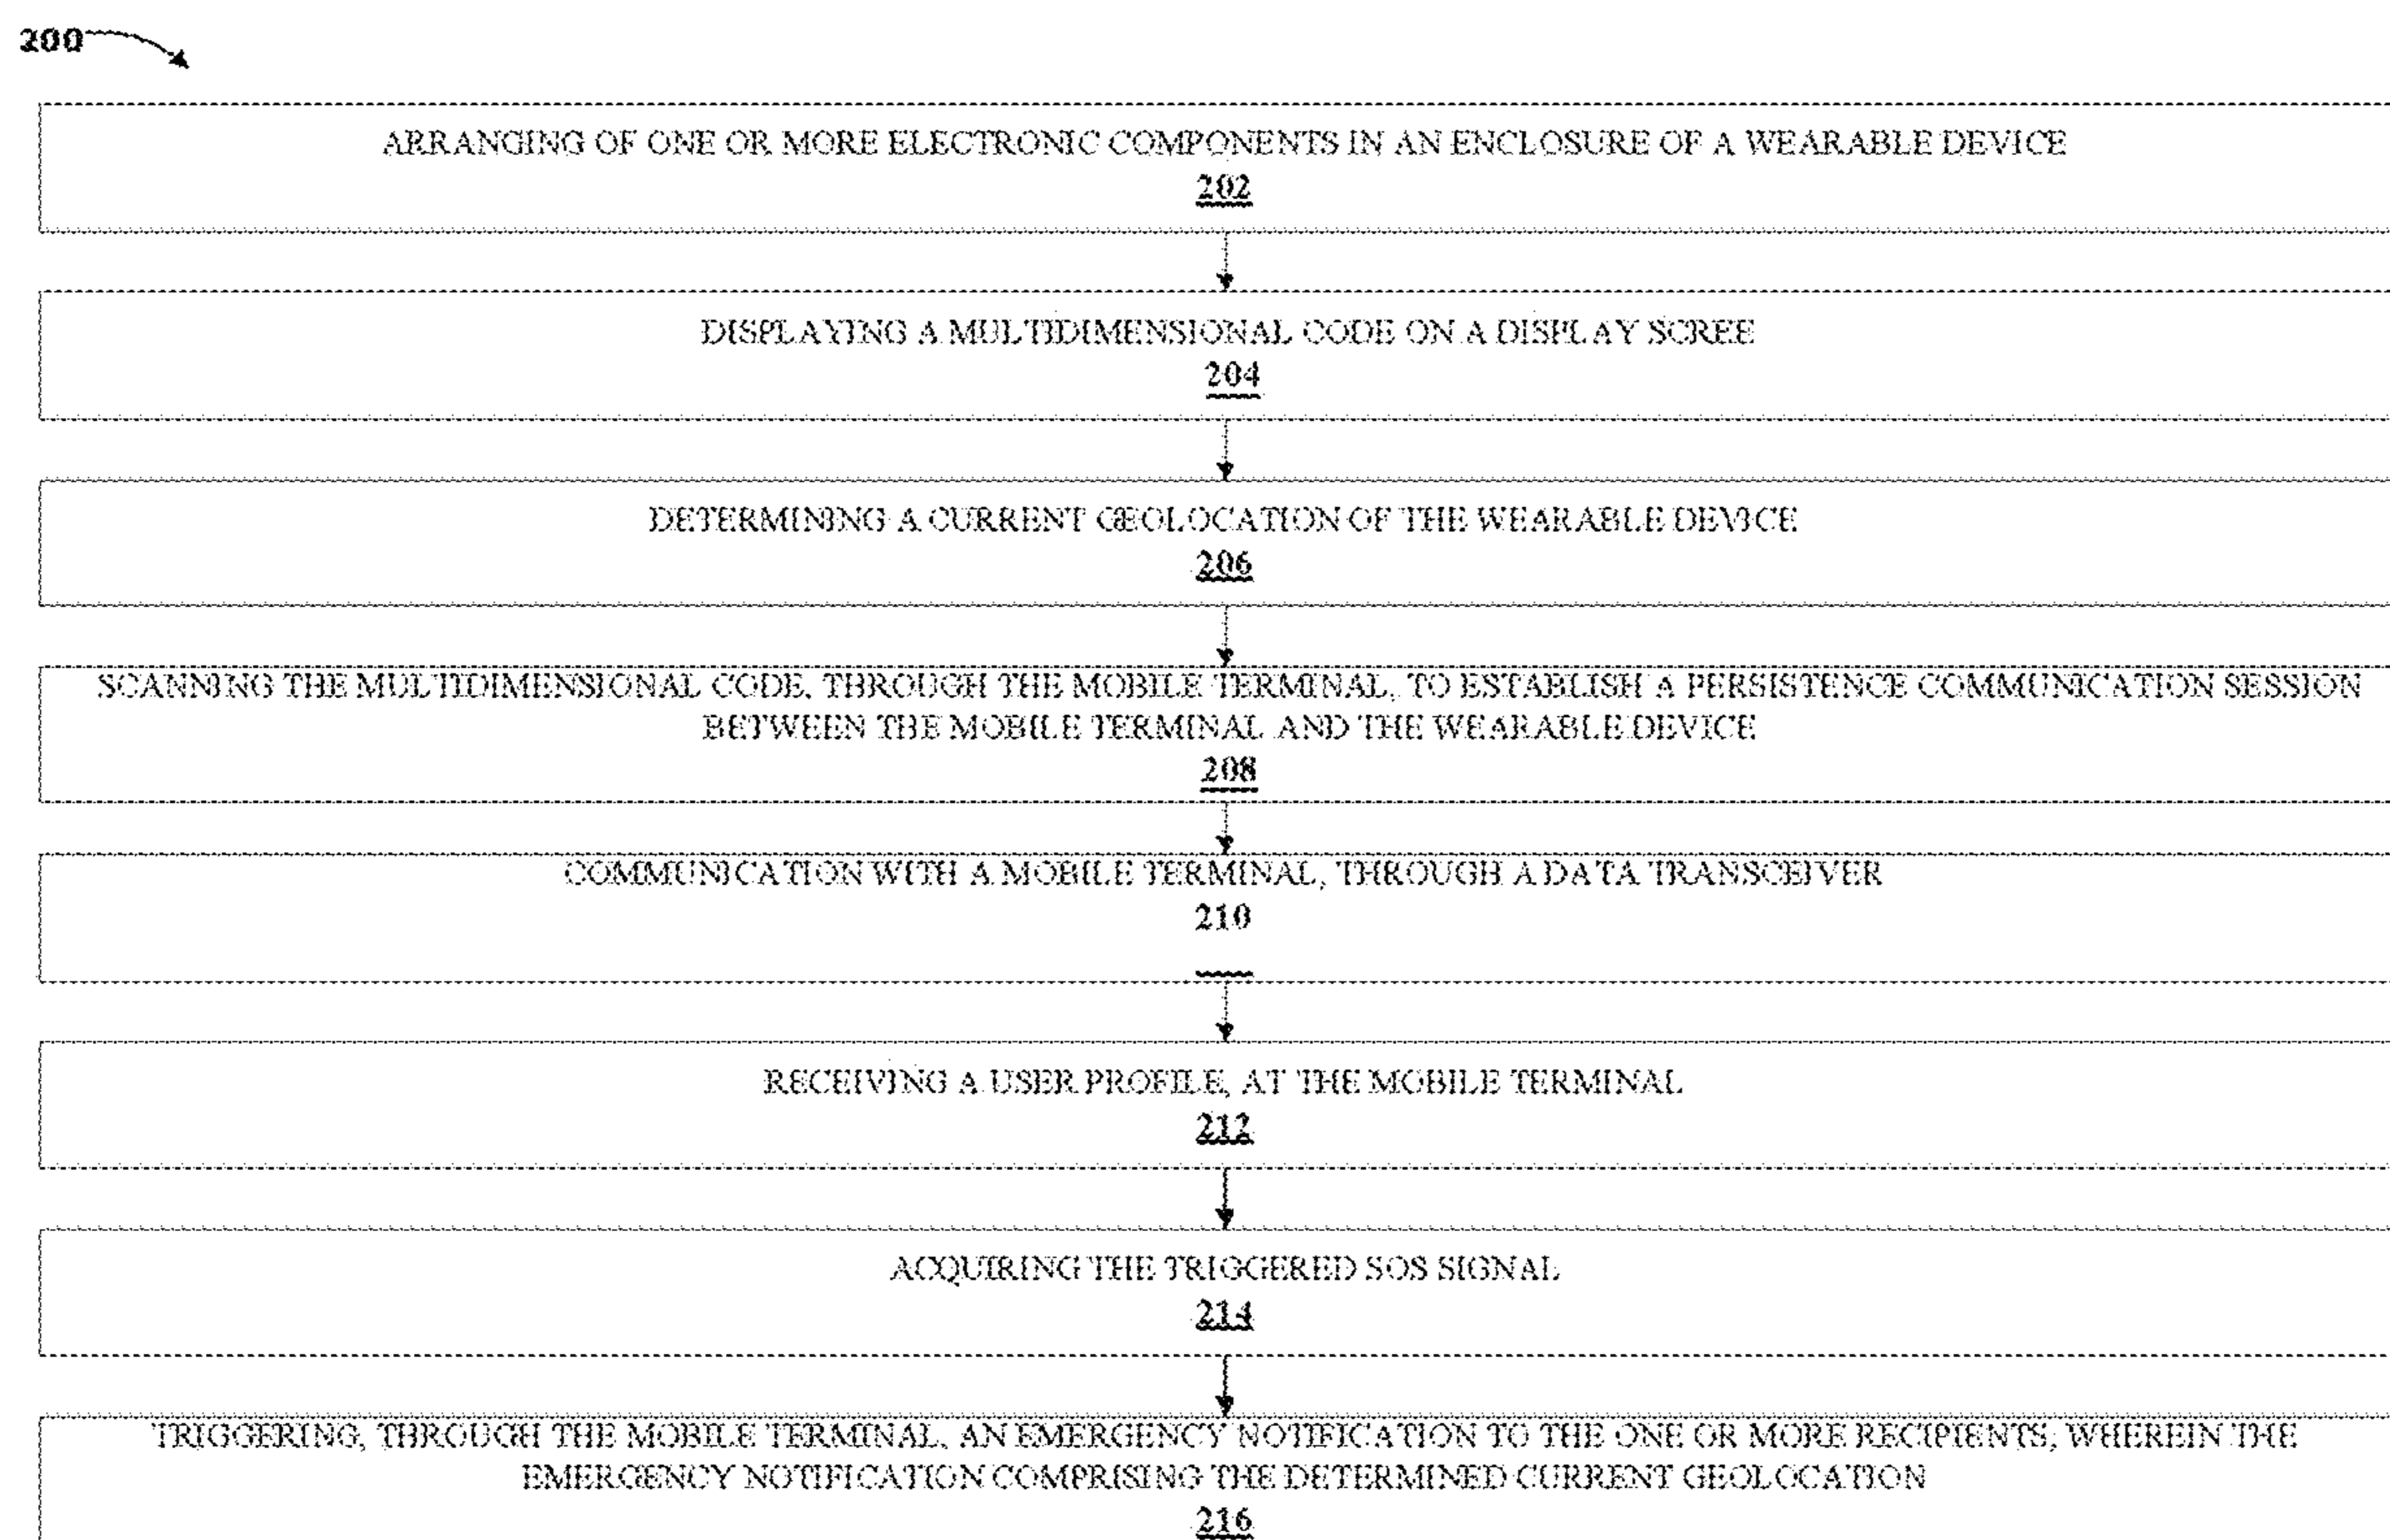 200
ARRANGING OF ONE OR MORE ELECTRONIC COMPONENTS IN AN ENCLOSURE OF A WEARABLE DEVICE
202
DISPLAYING A MULTIDIMENSIONAL CODE ON A DISPLAY SCREE
204
DETERMINING A CURRENT GEOLOCATION OF THE WEARABLE DEVICE
206
SCANNING THE MULTIDIMENSIONAL CODE, THROUGH THE MOBILE TERMINAL, TO ESTABLISH A PERSISTENCE COMMUNICATION SESSION
BETWEEN THE MOBILE TERMINAL AND THE WEARABLE DEVICE
208
COMMUNICATION WITH A MOBILE TERMINAL, THROUGH A DATA TRANSCEIVER
210
RECEIVING A USER PROFILE, AT THE MOBILE TERMINAL
212
ACQUIRING THE TRIGGERED SOS SIGNAL
214
TRIGGERING, THROUGH THE MOBILE TERMINAL, AN EMERGENCY NOTIFICATION TO THE ONE OR MORE RECIPIENTS, WHEREIN THE
EMERGENCY NOTIFICATION COMPRISING THE DETERMINED CURRENT GEOLOCATION
216